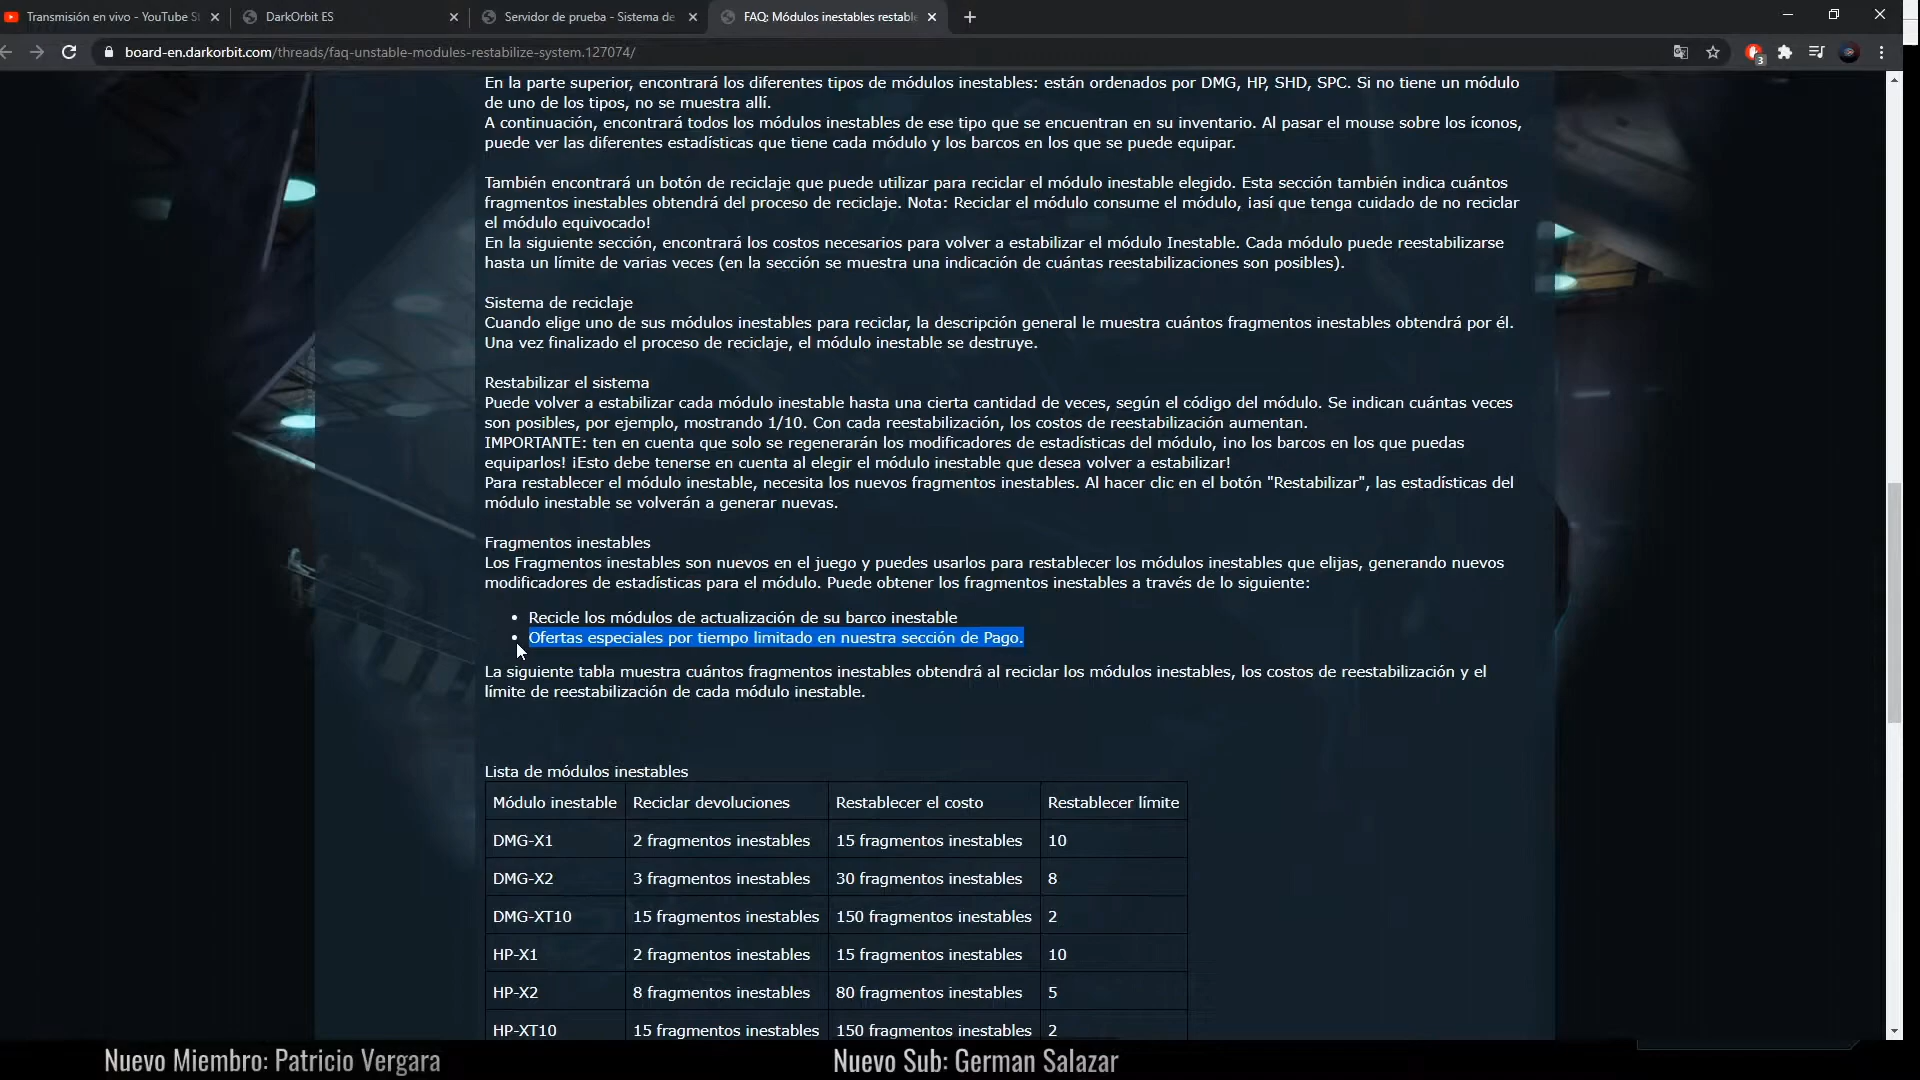 Transmisión en vivo - YouTube S
DarkOrbit ES
Servidor de prueba - Sistema de
FAQ: Módulos inestables restable
board-en.darkorbit.com/threads/faq-unstable-modules-restabilize-system.127074/
3
En la parte superior, encontrará los diferentes tipos de módulos inestables: están ordenados por DMG, HP, SHD, SPC. Si no tiene un módulo
de uno de los tipos, no se muestra allí.
A continuación, encontrará todos los módulos inestables de ese tipo que se encuentran en su inventario. Al pasar el mouse sobre los íconos,
puede ver las diferentes estadísticas que tiene cada módulo y los barcos en los que se puede equipar.
También encontrará un botón de reciclaje que puede utilizar para reciclar el módulo inestable elegido. Esta sección también indica cuántos
fragmentos inestables obtendrá del proceso de reciclaje. Nota: Reciclar el módulo consume el módulo, ¡así que tenga cuidado de no reciclar
el módulo equivocado!
En la siguiente sección, encontrará los costos necesarios para volver a estabilizar el módulo Inestable. Cada módulo puede reestabilizarse
hasta un límite de varias veces (en la sección se muestra una indicación de cuántas reestabilizaciones son posibles).
Sistema de reciclaje
Cuando elige uno de sus módulos inestables para reciclar, la descripción general le muestra cuántos fragmentos inestables obtendrá por él.
Una vez finalizado el proceso de reciclaje, el módulo inestable se destruye.
Restabilizar el sistema
Puede volver a estabilizar cada módulo inestable hasta una cierta cantidad de veces, según el código del módulo. Se indican cuántas veces
son posibles, por ejemplo, mostrando 1/10. Con cada reestabilización, los costos de reestabilización aumentan.
IMPORTANTE: ten en cuenta que solo se regenerarán los modificadores de estadísticas del módulo, ¡no los barcos en los que puedas
equiparlos! ¡Esto debe tenerse en cuenta al elegir el módulo inestable que desea volver a estabilizar!
Para restablecer el módulo inestable, necesita los nuevos fragmentos inestables. Al hacer clic en el botón "Restabilizar", las estadísticas del
módulo inestable se volverán a generar nuevas.
Fragmentos inestables
Los Fragmentos inestables son nuevos en el juego y puedes usarlos para restablecer los módulos inestables que elijas, generando nuevos
modificadores de estadísticas para el módulo. Puede obtener los fragmentos inestables a través de lo siguiente:
• Recicle los módulos de actualización de su barco inestable
• Ofertas especiales por tiempo limitado en nuestra sección de Pago.
La siguiente tabla muestra cuántos fragmentos inestables obtendrá al reciclar los módulos inestables, los costos de reestabilización y el
límite de reestabilización de cada módulo inestable.
Lista de módulos inestables
Módulo inestable Reciclar devoluciones Restablecer el costo Restablecer límite
DMG-X1 2 fragmentos inestables 15 fragmentos inestables 10
DMG-X2 3 fragmentos inestables 30 fragmentos inestables 8
DMG-XT10 15 fragmentos inestables 150 fragmentos inestables 2
HP-X1 2 fragmentos inestables 15 fragmentos inestables 10
HP-X2 8 fragmentos inestables 80 fragmentos inestables 5
HP-XT10 15 fragmentos inestables 150 fragmentos inestables 2
Nuevo Miembro: Patricio Vergara
Nuevo Sub: German Salazar